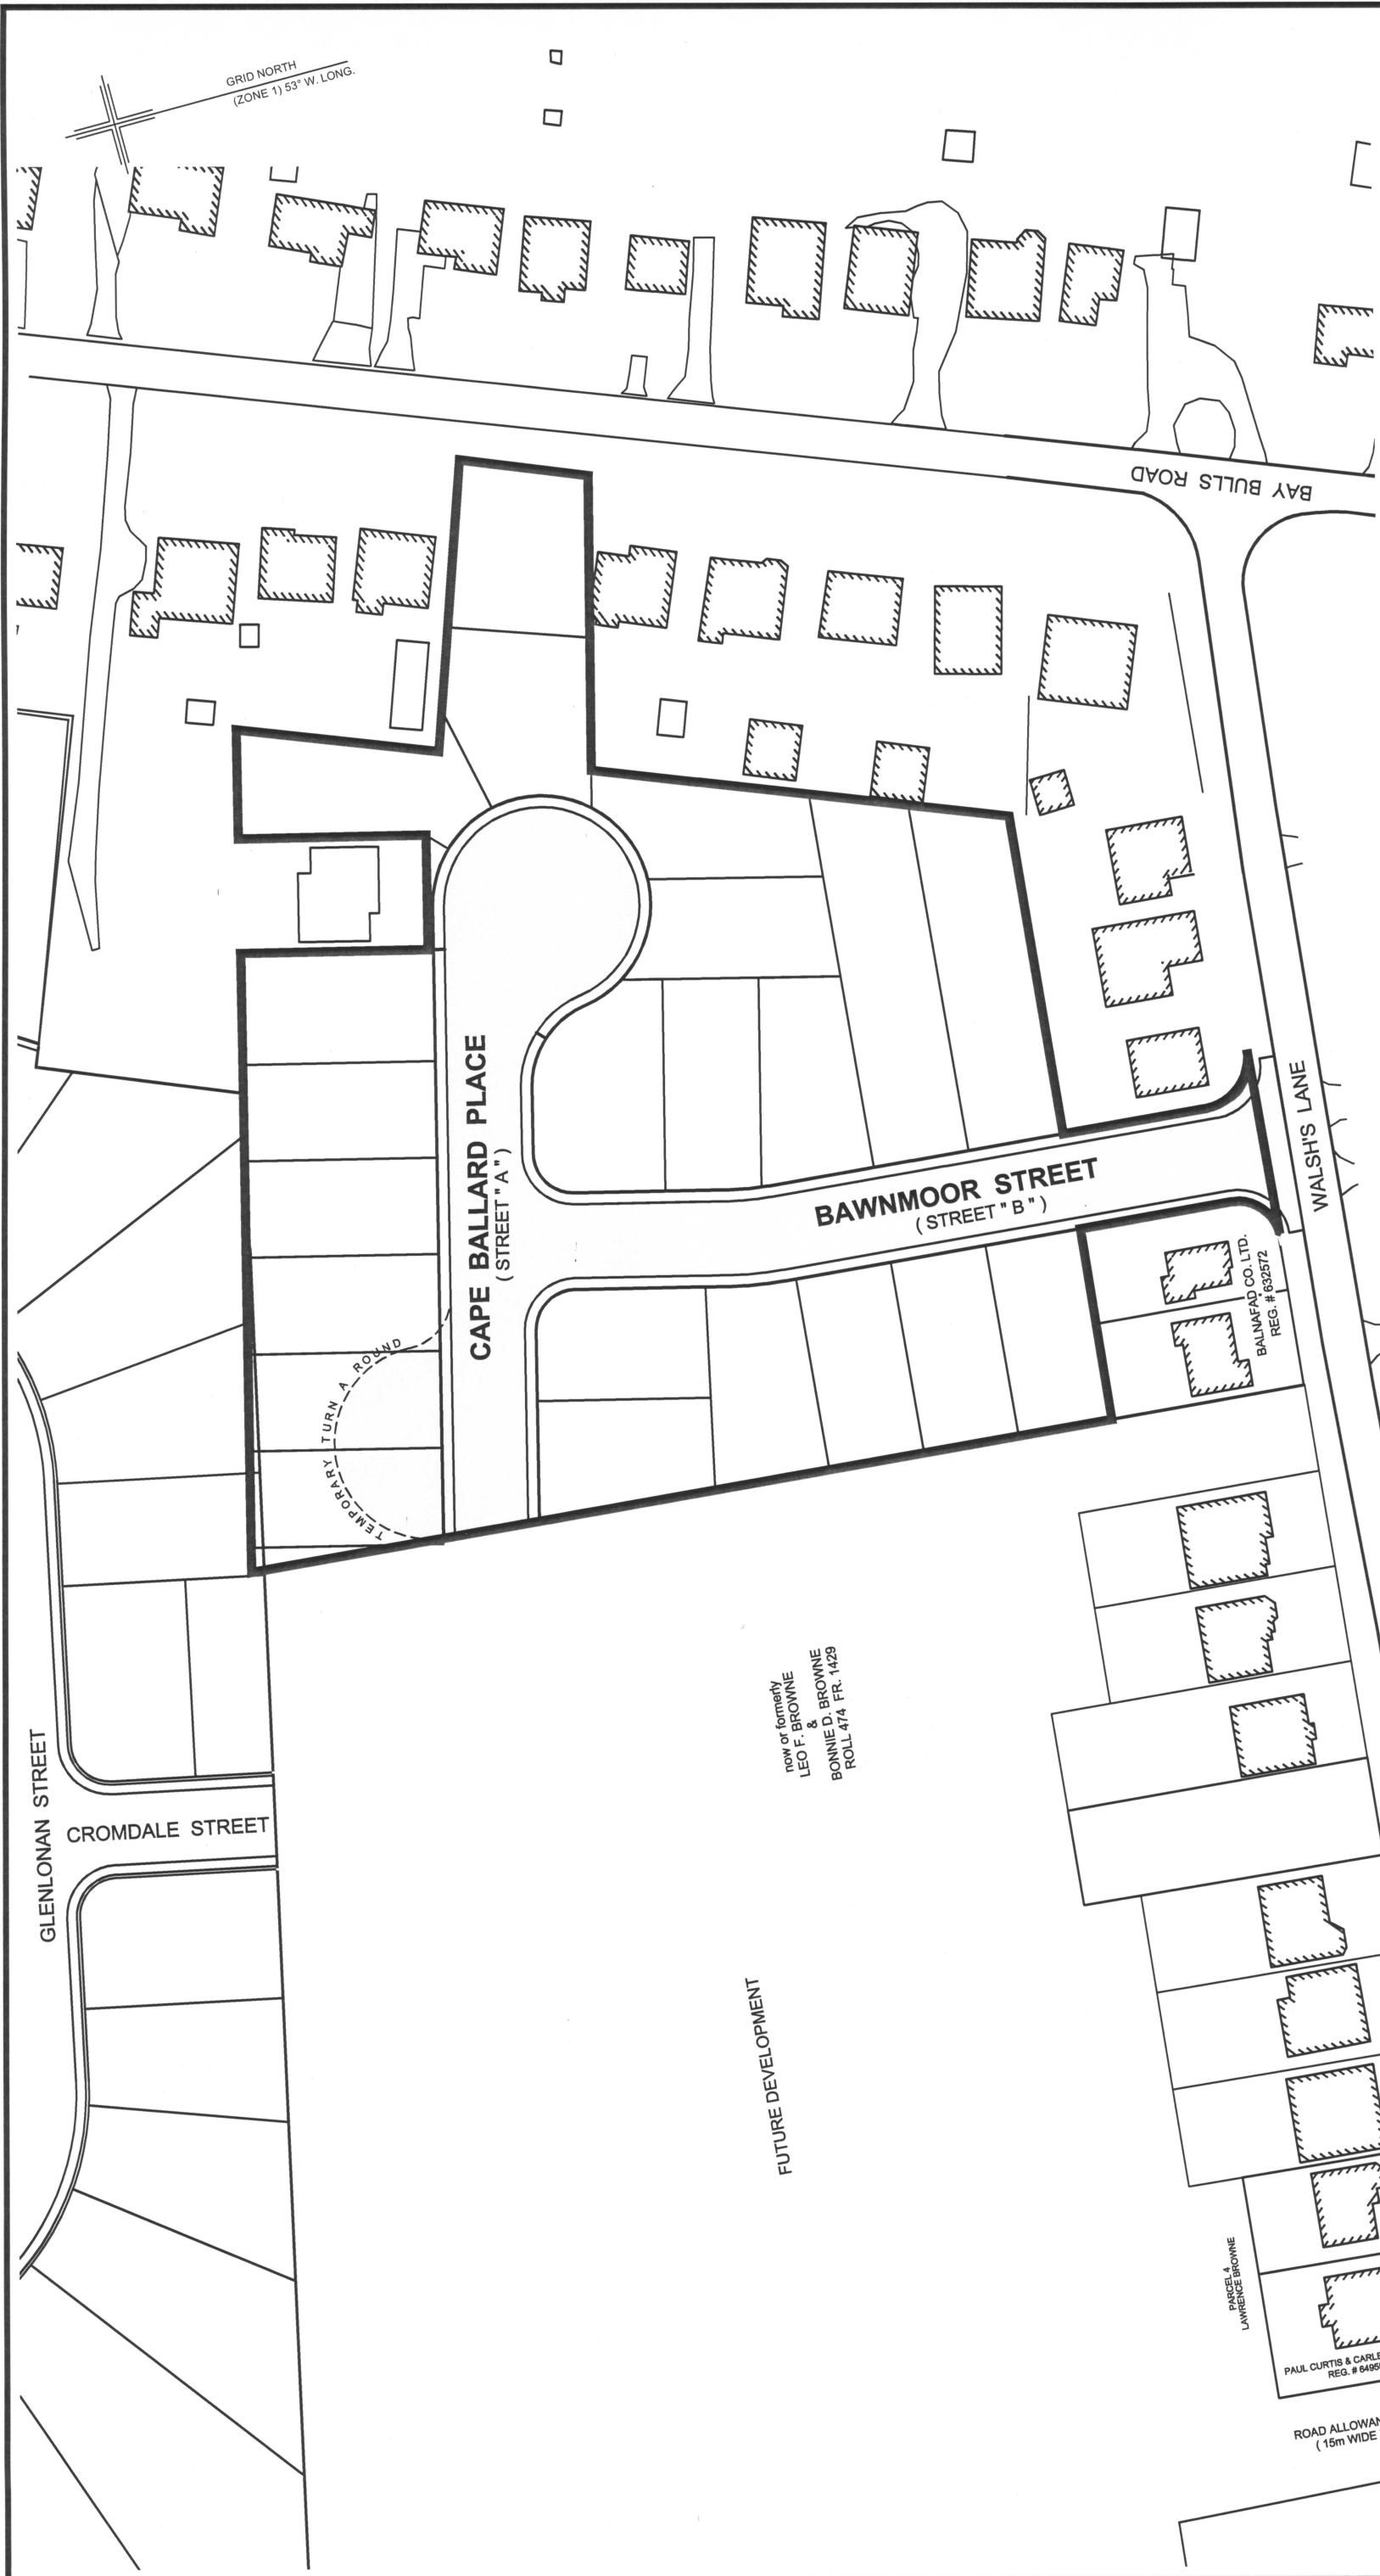 GRID NORTH
(ZONE 1) 53° W. LONG.
BAY BULLS ROAD
CAPE BALLARD PLACE
( STREET " A " )
BAWNMOOR STREET
( STREET " B " )
WALSH'S LANE
BALNAFAD CO. LTD.
REG. # 632572
TEMPORARY TURN A ROUND
now or formerly
LEO F. BROWNE
&
BONNIE D. BROWNE
ROLL 474 FR. 1429
GLENLONAN STREET
CROMDALE STREET
FUTURE DEVELOPMENT
PARCEL 4
LAWRENCE BROWNE
PAUL CURTIS & CARLE
REG. # 6495
ROAD ALLOWAN
( 15m WIDE